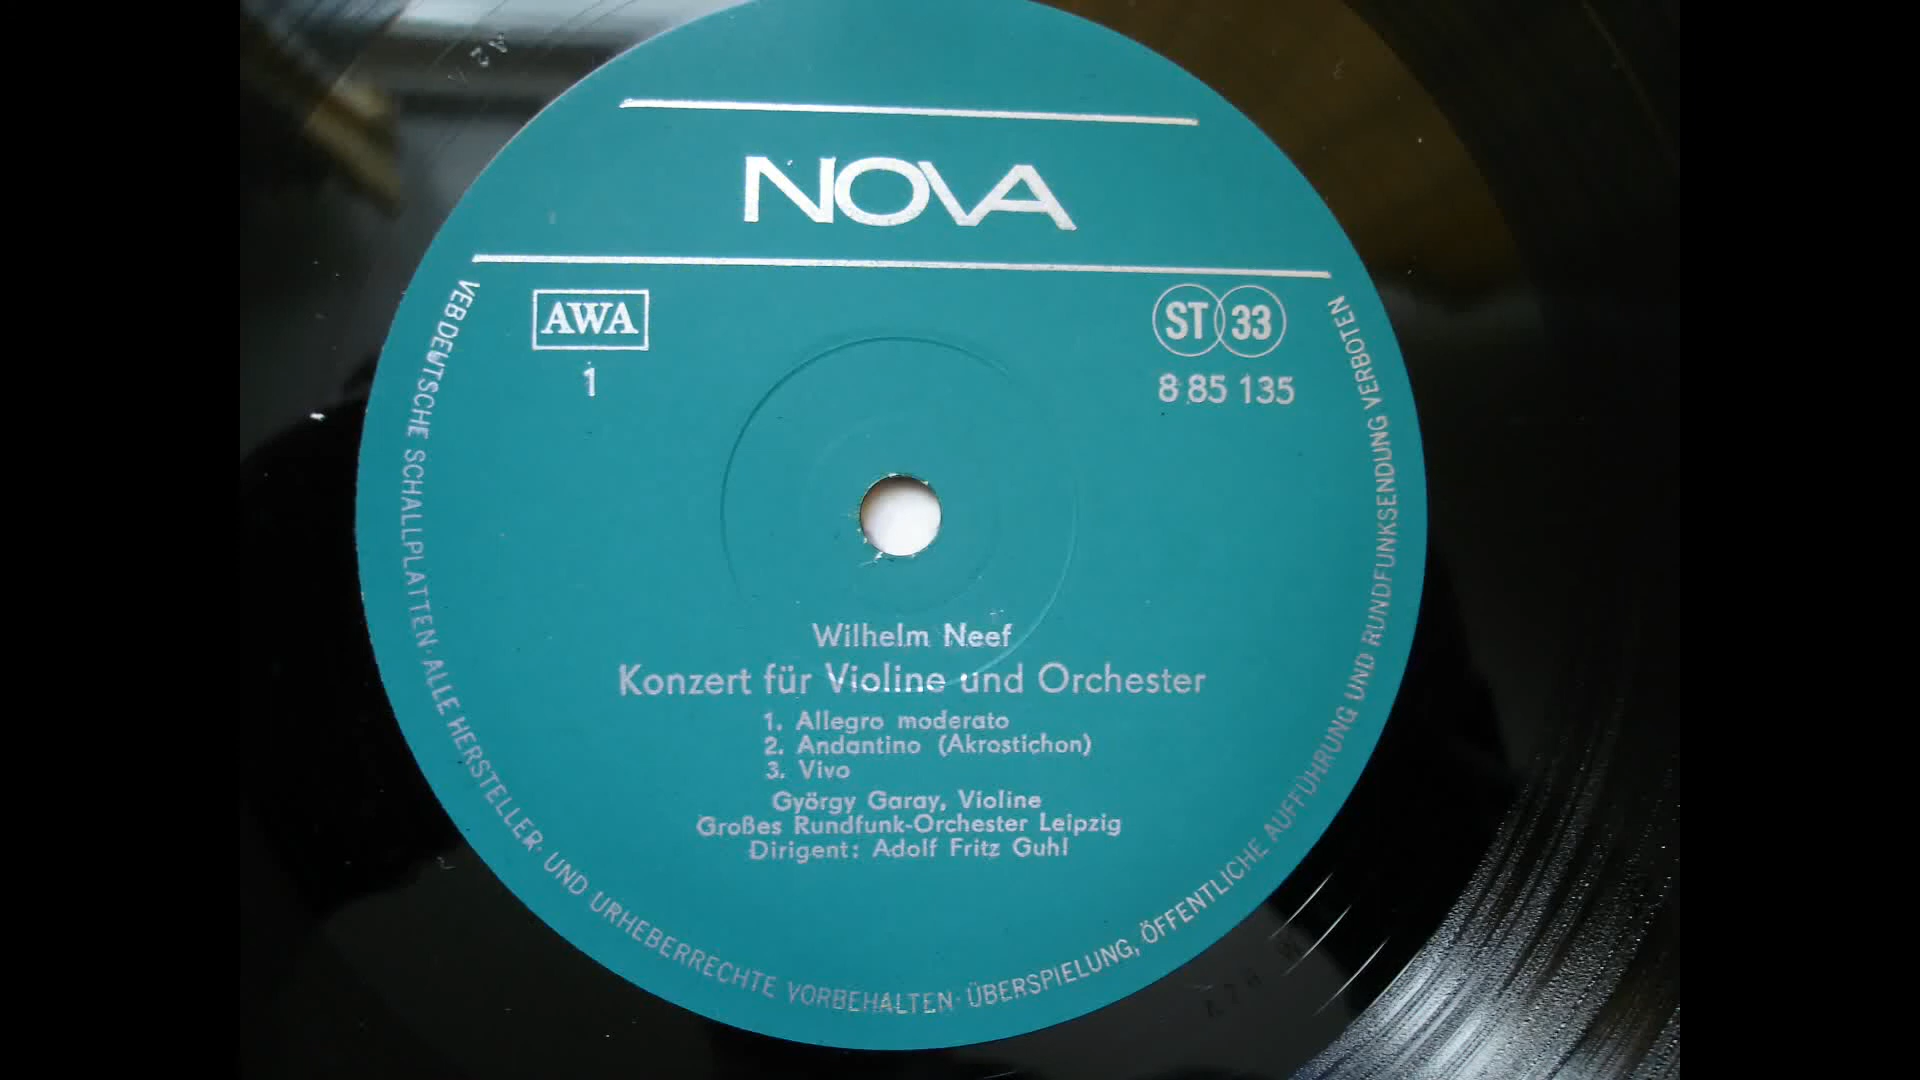 NOVA
AWA
ST 33
1
8 85 135
Wilhelm Neef
Konzert für Violine und Orchester
1. Allegro moderato
2. Andantino (Akrostichon)
3. Vivo
György Garay, Violine
Großes Rundfunk-Orchester Leipzig
Dirigent: Adolf Fritz Guhl
VEB DEUTSCHE SCHALLPLATTEN · ALLE HERSTELLER- UND URHEBERRECHTE VORBEHALTEN · ÜBERSPIELUNG, ÖFFENTLICHE AUFFÜHRUNG UND RUNDFUNKSENDUNG VERBOTEN
A 2